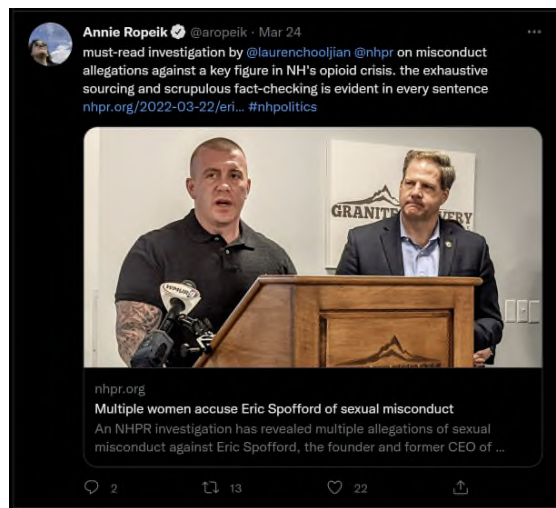 Annie Ropeik @aropeik · Mar 24
must-read investigation by @laurenchooljian @nhpr on misconduct
allegations against a key figure in NH's opioid crisis. the exhaustive
sourcing and scrupulous fact-checking is evident in every sentence
nhpr.org/2022-03-22/eri... #nhpolitics
GRANITE
nhpr.org
Multiple women accuse Eric Spofford of sexual misconduct
An NHPR investigation has revealed multiple allegations of sexual
misconduct against Eric Spofford, the founder and former CEO of ...
2 13 22